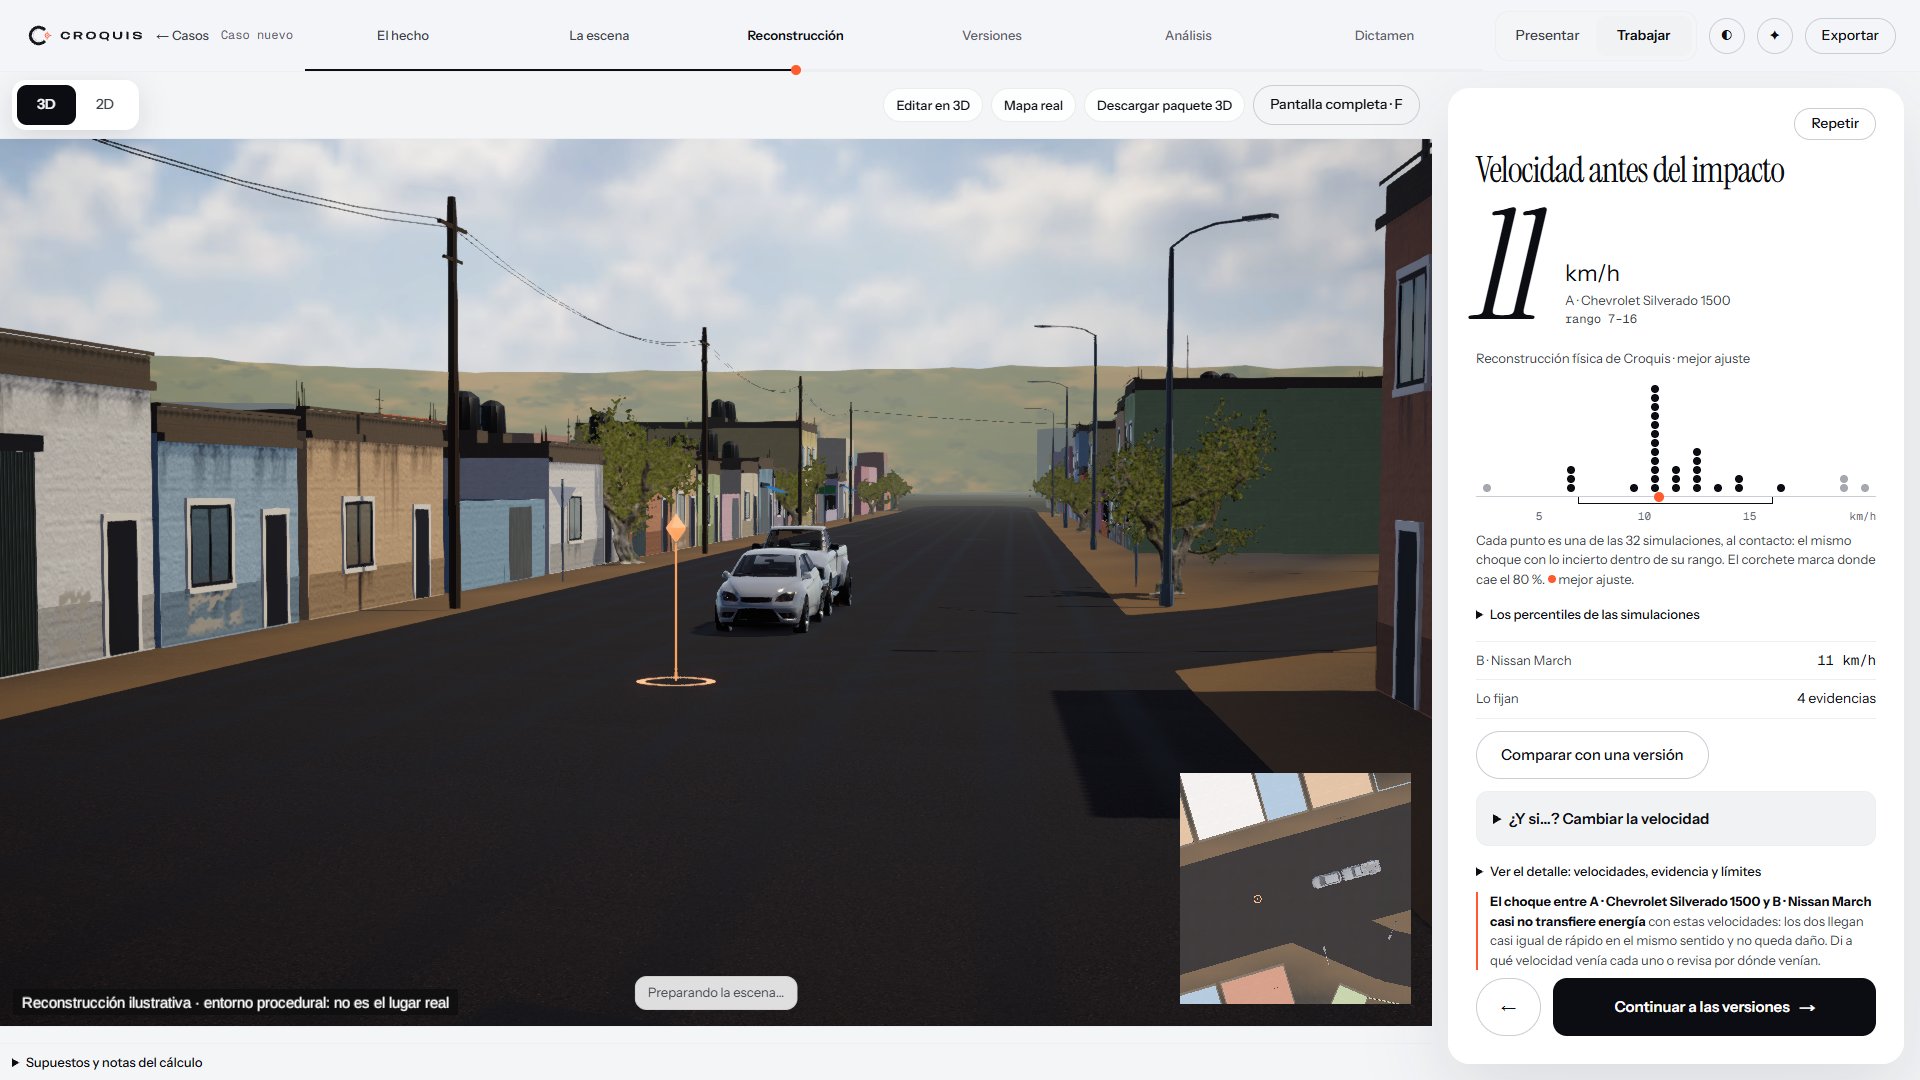 CROQUIS
← Casos
Caso nuevo
El hecho
La escena
Reconstrucción
Versiones
Análisis
Dictamen
Presentar
Trabajar
Exportar
3D
2D
Editar en 3D
Mapa real
Descargar paquete 3D
Pantalla completa · F
Repetir
Velocidad antes del impacto
11
km/h
A · Chevrolet Silverado 1500
rango 7–16
Reconstrucción física de Croquis · mejor ajuste
5
10
15
km/h
Cada punto es una de las 32 simulaciones, al contacto: el mismo
choque con lo incierto dentro de su rango. El corchete marca donde
cae el 80 %. mejor ajuste.
Los percentiles de las simulaciones
B · Nissan March
11 km/h
Lo fijan
4 evidencias
Comparar con una versión
¿Y si…? Cambiar la velocidad
Ver el detalle: velocidades, evidencia y límites
El choque entre A · Chevrolet Silverado 1500 y B · Nissan March
casi no transfiere energía con estas velocidades: los dos llegan
casi igual de rápido en el mismo sentido y no queda daño. Di a
qué velocidad venía cada uno o revisa por dónde venían.
←
Continuar a las versiones →
Preparando la escena…
Reconstrucción ilustrativa · entorno procedural: no es el lugar real
Supuestos y notas del cálculo